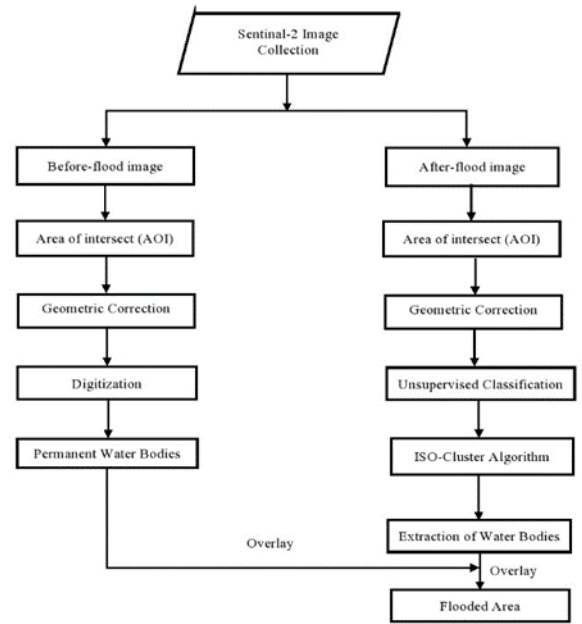 Sentinal-2 Image
Collection
Before-flood image
After-flood image
Area of intersect (AOI)
Area of intersect (AOI)
Geometric Correction
Geometric Correction
Digitization
Unsupervised Classification
Permanent Water Bodies
ISO-Cluster Algorithm
Extraction of Water Bodies
Overlay
Overlay
Flooded Area